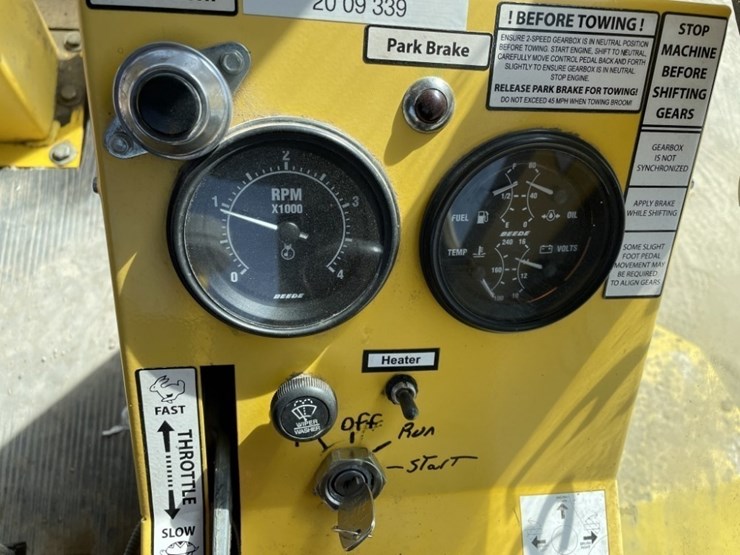 20 09 339
Park Brake
! BEFORE TOWING !
ENSURE 2-SPEED GEARBOX IS IN NEUTRAL POSITION
BEFORE TOWING. START ENGINE, SHIFT TO NEUTRAL,
CAREFULLY MOVE CONTROL PEDAL BACK AND FORTH
SLIGHTLY TO ENSURE GEARBOX IS IN NEUTRAL
STOP ENGINE.
RELEASE PARK BRAKE FOR TOWING!
DO NOT EXCEED 45 MPH WHEN TOWING BROOM!
STOP
MACHINE
BEFORE
SHIFTING
GEARS
GEARBOX
IS NOT
SYNCHRONIZED
APPLY BRAKE
WHILE SHIFTING
SOME SLIGHT
FOOT PEDAL
MOVEMENT MAY
BE REQUIRED
TO ALIGN GEARS
0 1 2 3 4
RPM
X1000
BEEDE
F 80
1/2 40
E 0
FUEL OIL
BEEDE
TEMP VOLTS
240 16
160 12
100 10
Heater
WIPER
WASHER
OFF
RUN
START
FAST
THROTTLE
SLOW